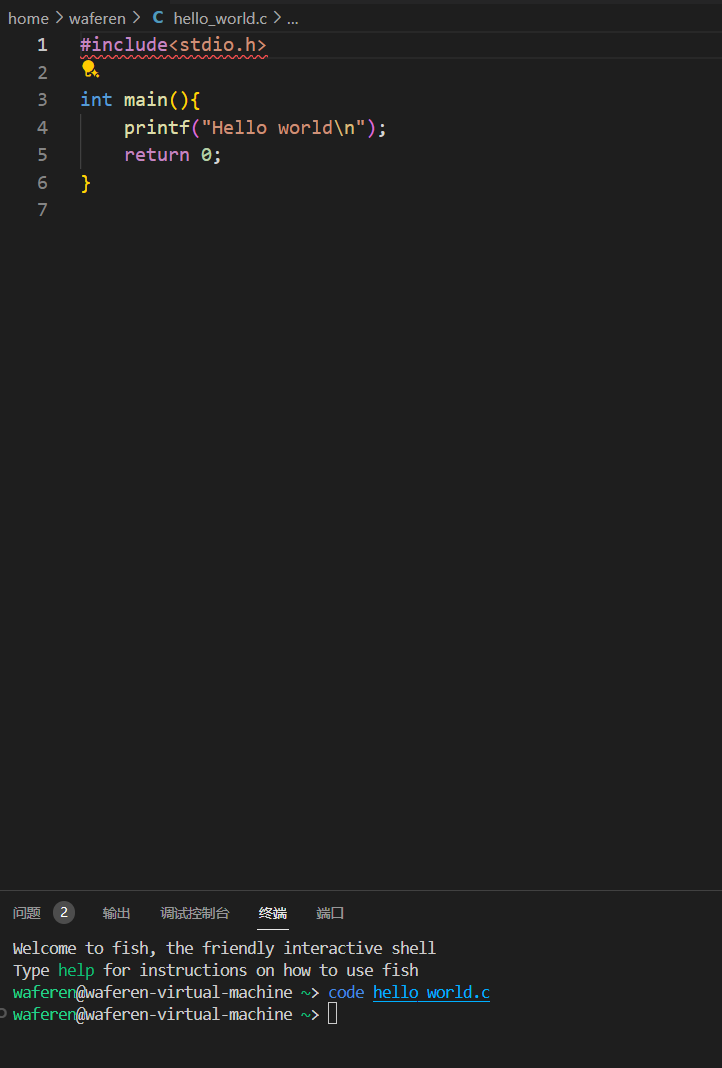 home > waferen > C hello_world.c > ...
1 #include<stdio.h>
2
3 int main(){
4     printf("Hello world\n");
5     return 0;
6 }
7
问题 2 输出 调试控制台 终端 端口
Welcome to fish, the friendly interactive shell
Type help for instructions on how to use fish
waferen@waferen-virtual-machine ~> code hello_world.c
waferen@waferen-virtual-machine ~>